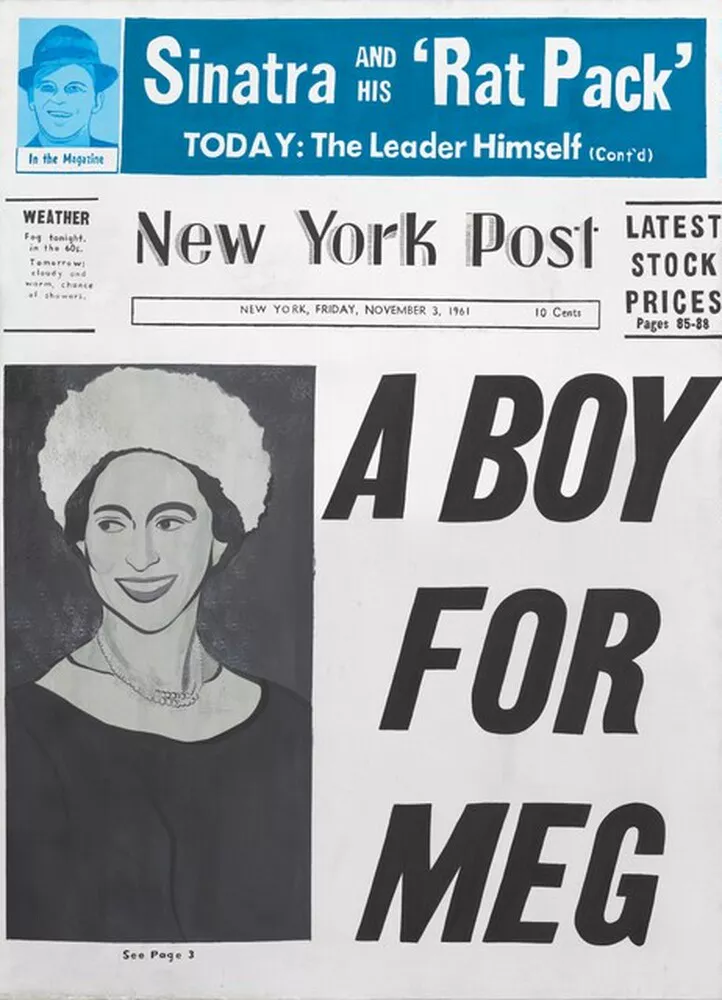 Sinatra AND HIS ‘Rat Pack’
TODAY: The Leader Himself (Cont'd)
In the Magazine
WEATHER
Fog tonight,
in the 60s.
Tomorrow:
cloudy and
warm, chance
of showers.
New York Post
NEW YORK, FRIDAY, NOVEMBER 3, 1961 10 Cents
LATEST
STOCK
PRICES
Pages 85-88
A BOY
FOR
MEG
See Page 3